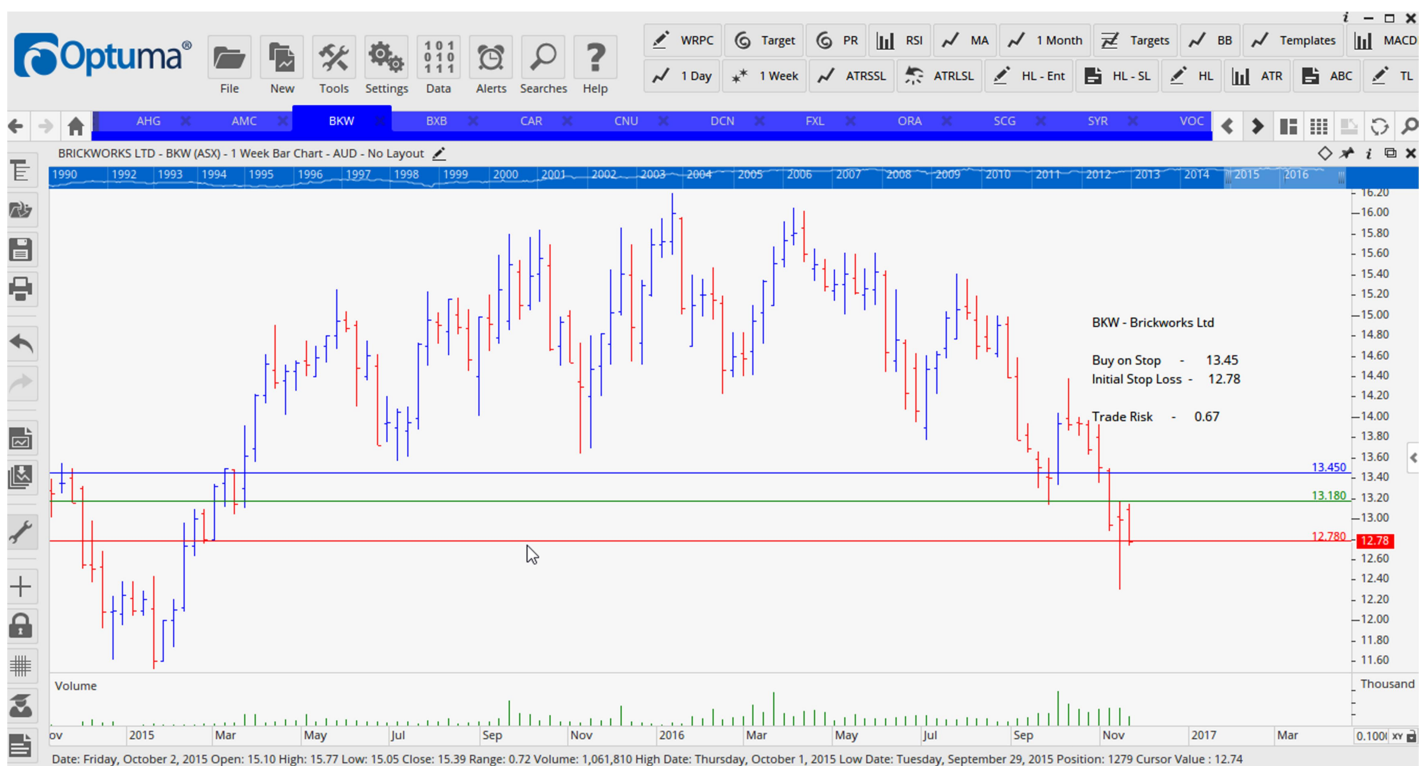 Optuma®
File New Tools Settings Data Alerts Searches Help
WRPC Target PR RSI MA 1 Month Targets BB Templates MACD
1 Day 1 Week ATRSSL ATRLSL HL - Ent HL - SL HL ATR ABC TL
AHG AMC BKW BXB CAR CNU DCN FXL ORA SCG SYR VOC
BRICKWORKS LTD - BKW (ASX) - 1 Week Bar Chart - AUD - No Layout
1990 1992 1993 1994 1995 1996 1997 1998 1999 2000 2001 2002 2003 2004 2005 2006 2007 2008 2009 2010 2011 2012 2013 2014 2015 2016
16.20
16.00
15.80
15.60
15.40
15.20
15.00
BKW - Brickworks Ltd
14.80
14.60
Buy on Stop - 13.45
Initial Stop Loss - 12.78
14.40
14.20
Trade Risk - 0.67
14.00
13.80
13.60
13.450
13.40
13.180
13.20
13.00
12.780
12.78
12.60
12.40
12.20
12.00
11.80
11.60
Volume
Thousand
ov 2015 Mar May Jul Sep Nov 2016 Mar May Jul Sep Nov 2017 Mar 0.100 XY
Date: Friday, October 2, 2015 Open: 15.10 High: 15.77 Low: 15.05 Close: 15.39 Range: 0.72 Volume: 1,061,810 High Date: Thursday, October 1, 2015 Low Date: Tuesday, September 29, 2015 Position: 1279 Cursor Value : 12.74